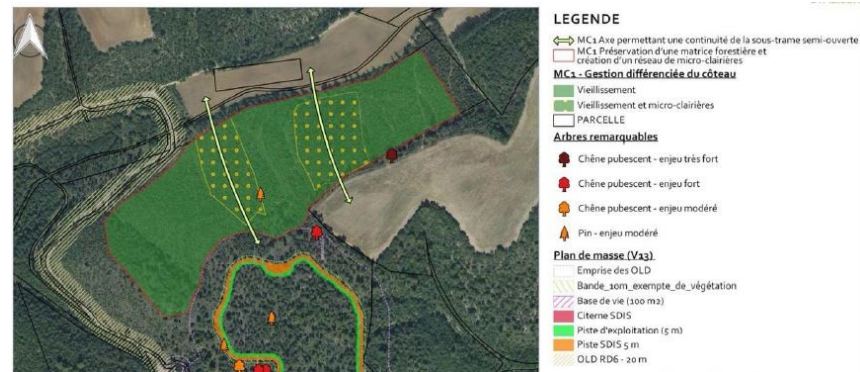 LEGENDE
MC1 Axe permettant une continuité de la sous-trame semi-ouverte
MC1 Préservation d'une matrice forestière et
création d'un réseau de micro-clairières
MC1 - Gestion différenciée du côteau
Vieillissement
Vieillissement et micro-clairières
PARCELLE
Arbres remarquables
Chêne pubescent - enjeu très fort
Chêne pubescent - enjeu fort
Chêne pubescent - enjeu modéré
Pin - enjeu modéré
Plan de masse (V13)
Emprise des OLD
Bande_10m_exempte_de_végétation
Base de vie (100 m2)
Citerne SDIS
Piste d'exploitation (5 m)
Piste SDIS 5 m
OLD RD6 - 20 m